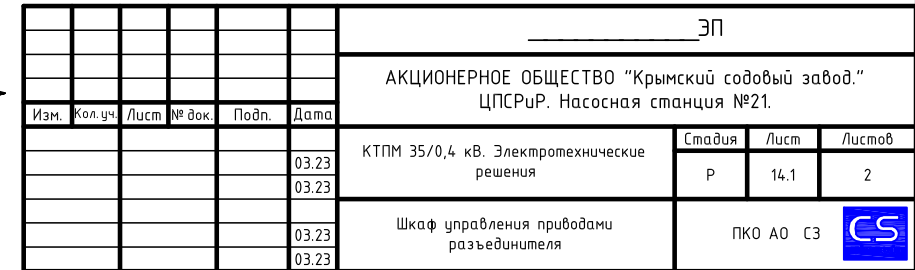 ____________ЭП
АКЦИОНЕРНОЕ ОБЩЕСТВО "Крымский содовый завод."
ЦПСРиР. Насосная станция №21.
Изм. Кол.уч. Лист № док. Подп. Дата
КТПМ 35/0,4 кВ. Электротехнические
решения
Стадия Лист Листов
03.23
Р 14.1 2
03.23
Шкаф управления приводами
разъединителя
03.23
ПКО АО СЗ CS
03.23